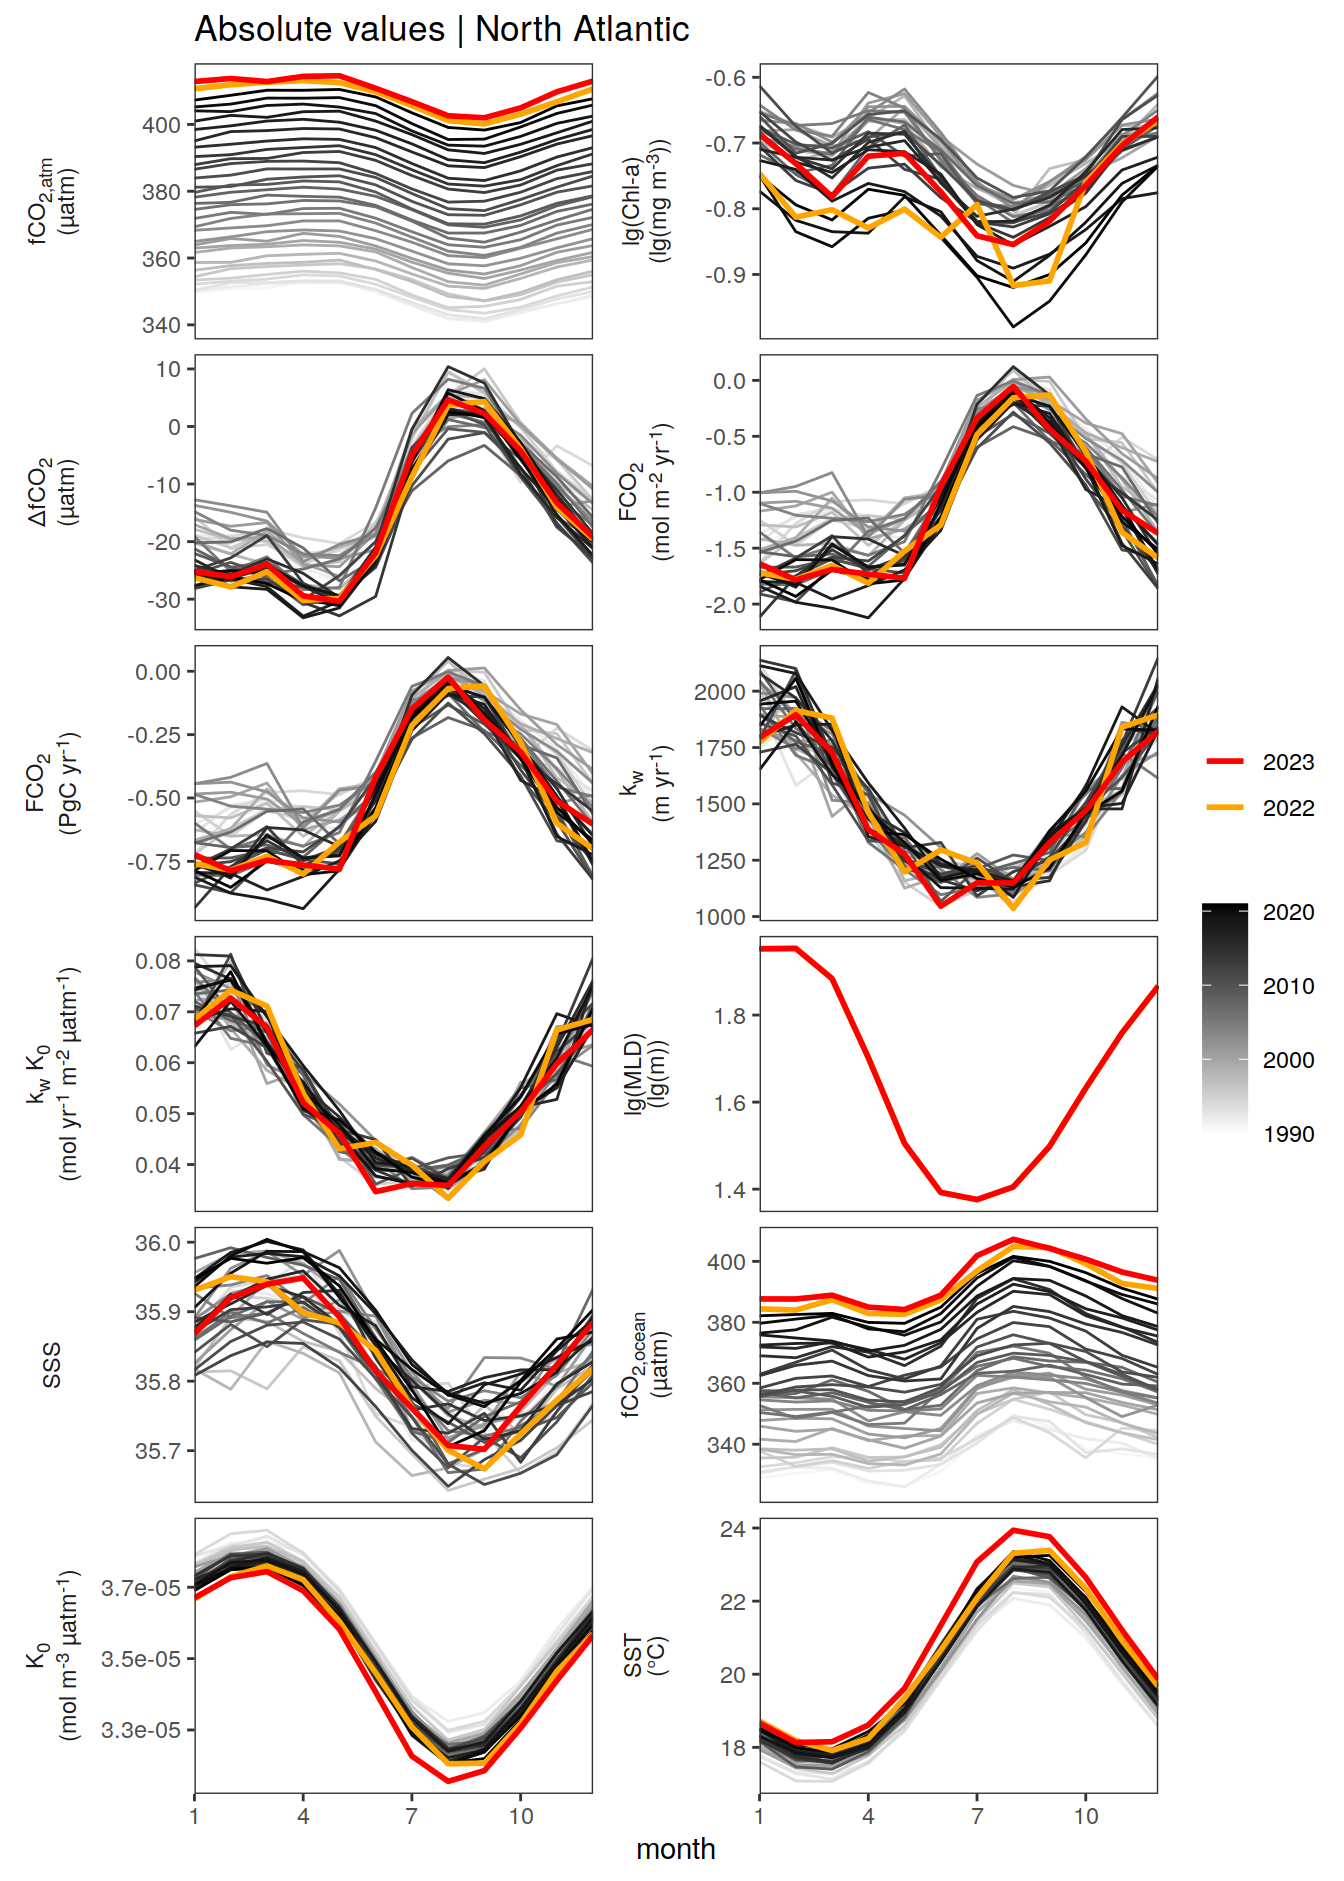 Absolute values | North Atlantic
fCO2,atm
(µatm)
400
380
360
340
lg(Chl-a)
(lg(mg m-3))
-0.6
-0.7
-0.8
-0.9
ΔfCO2
(µatm)
10
0
-10
-20
-30
FCO2
(mol m-2 yr-1)
0.0
-0.5
-1.0
-1.5
-2.0
FCO2
(PgC yr-1)
0.00
-0.25
-0.50
-0.75
kw
(m yr-1)
2000
1750
1500
1250
1000
kw K0
(mol yr-1 m-2 µatm-1)
0.08
0.07
0.06
0.05
0.04
lg(MLD)
(lg(m))
1.8
1.6
1.4
SSS
36.0
35.9
35.8
35.7
fCO2,ocean
(µatm)
400
380
360
340
K0
(mol m-3 µatm-1)
3.7e-05
3.5e-05
3.3e-05
SST
(°C)
24
22
20
18
1 4 7 10
1 4 7 10
month
2023
2022
2020
2010
2000
1990